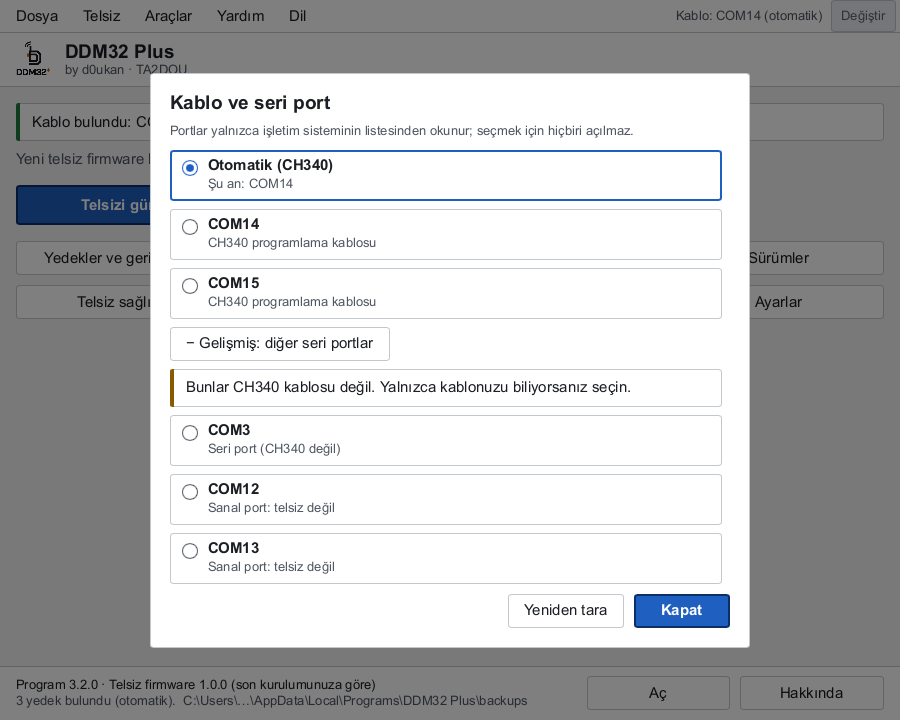 Dosya Telsiz Araçlar Yardım Dil Kablo: COM14 (otomatik) Değiştir
DDM32 Plus
by d0ukan · TA2DOU
DDM32+
Kablo ve seri port
Portlar yalnızca işletim sisteminin listesinden okunur; seçmek için hiçbiri açılmaz.
Kablo bulundu:
Yeni telsiz firmware
Otomatik (CH340)
Şu an: COM14
Telsizi
COM14
CH340 programlama kablosu
Yedekler ve Sürümler
COM15
CH340 programlama kablosu
Telsiz Ayarlar
− Gelişmiş: diğer seri portlar
Bunlar CH340 kablosu değil. Yalnızca kablonuzu biliyorsanız seçin.
COM3
Seri port (CH340 değil)
COM12
Sanal port: telsiz değil
COM13
Sanal port: telsiz değil
Yeniden tara Kapat
Program 3.2.0 · Telsiz firmware 1.0.0 (son kurulumunuza göre)
3 yedek bulundu (otomatik). C:\Users\…\AppData\Local\Programs\DDM32 Plus\backups
Aç Hakkında